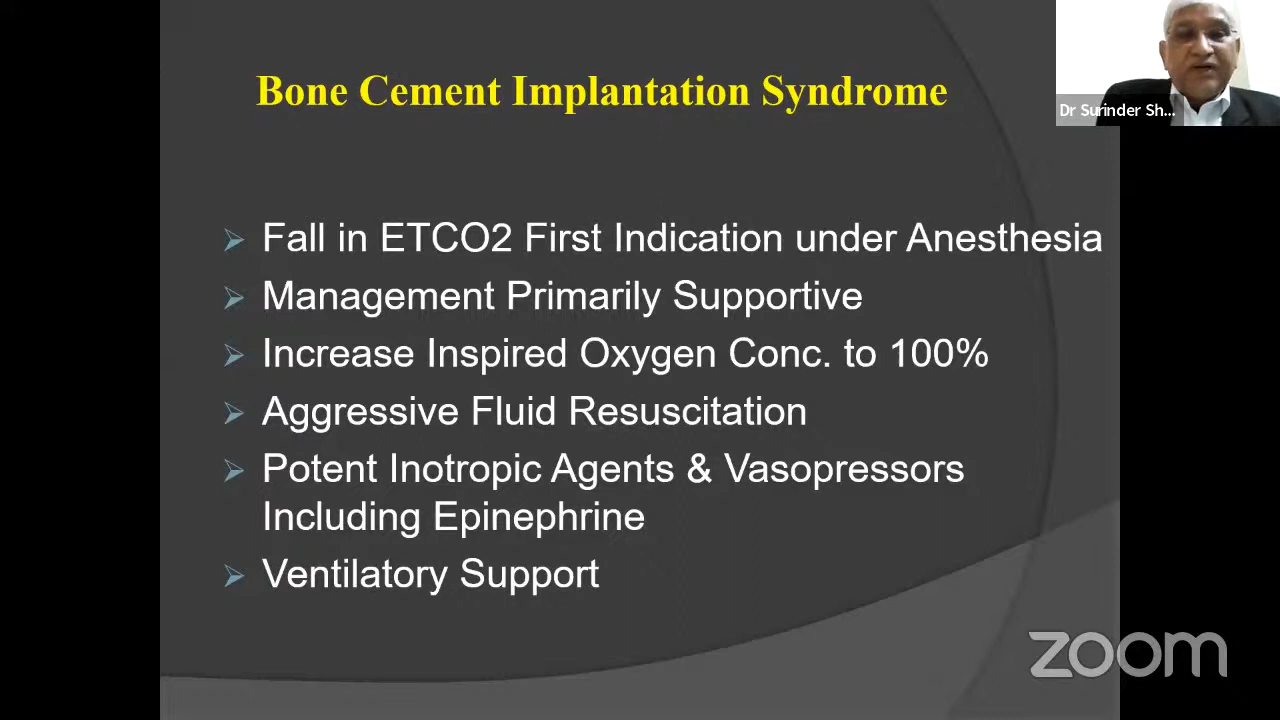 Bone Cement Implantation Syndrome
Dr Surinder Sh...
Fall in ETCO2 First Indication under Anesthesia
Management Primarily Supportive
Increase Inspired Oxygen Conc. to 100%
Aggressive Fluid Resuscitation
Potent Inotropic Agents & Vasopressors
Including Epinephrine
Ventilatory Support
zoom